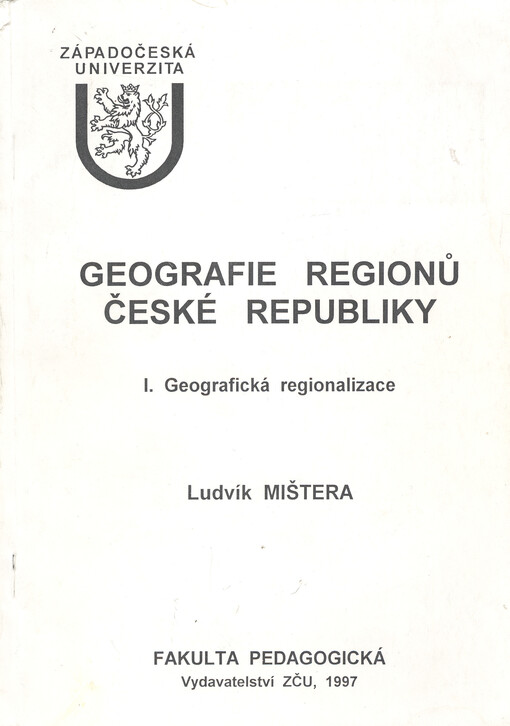 ZÁPADOČESKÁ
UNIVERZITA
GEOGRAFIE REGIONŮ
ČESKÉ REPUBLIKY
I. Geografická regionalizace
Ludvík MIŠTERA
FAKULTA PEDAGOGICKÁ
Vydavatelství ZČU, 1997